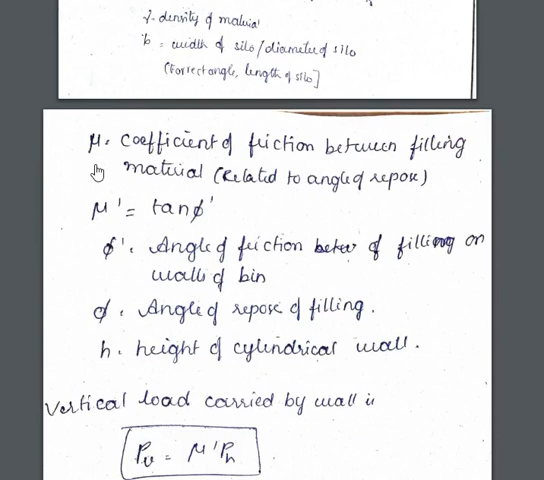 γ - density of material
b = width of silo / diameter of silo
(for rectangle, length of silo]
μ = coefficient of friction between filling
material (Related to angle of repose)
μ' = tanϕ'
ϕ' = Angle of friction of filling on
walls of bin
ϕ = Angle of repose of filling.
h = height of cylindrical wall.
Vertical load carried by wall is
Pv = μ'Ph